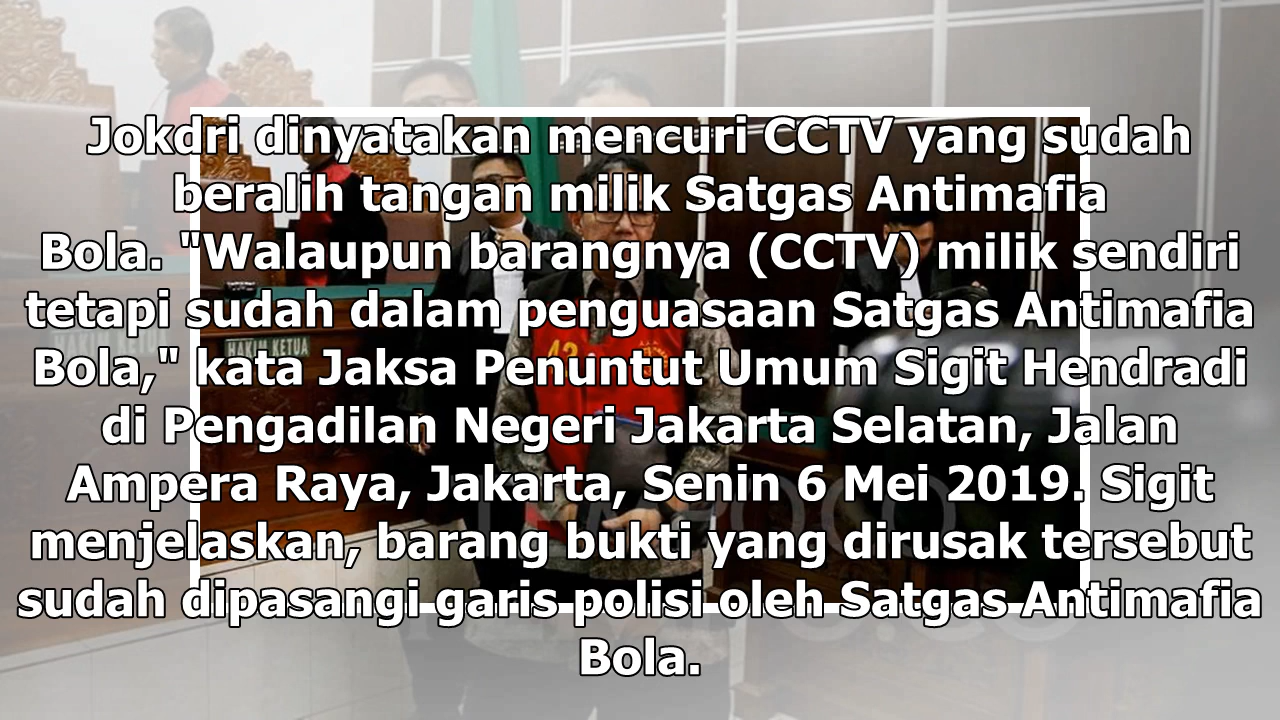 Jokdri dinyatakan mencuri CCTV yang sudah
beralih tangan milik Satgas Antimafia
Bola. "Walaupun barangnya (CCTV) milik sendiri
tetapi sudah dalam penguasaan Satgas Antimafia
Bola," kata Jaksa Penuntut Umum Sigit Hendradi
di Pengadilan Negeri Jakarta Selatan, Jalan
Ampera Raya, Jakarta, Senin 6 Mei 2019. Sigit
menjelaskan, barang bukti yang dirusak tersebut
sudah dipasangi garis polisi oleh Satgas Antimafia
Bola.
HAKIM KETUA